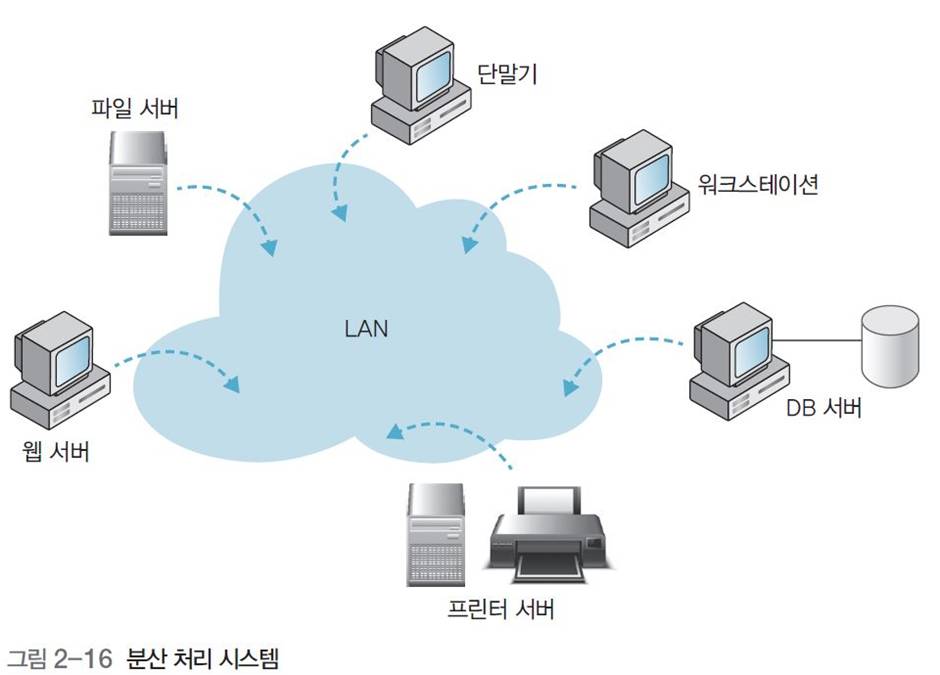 단말기
파일 서버
워크스테이션
LAN
DB 서버
웹 서버
프린터 서버
그림 2-16 분산 처리 시스템